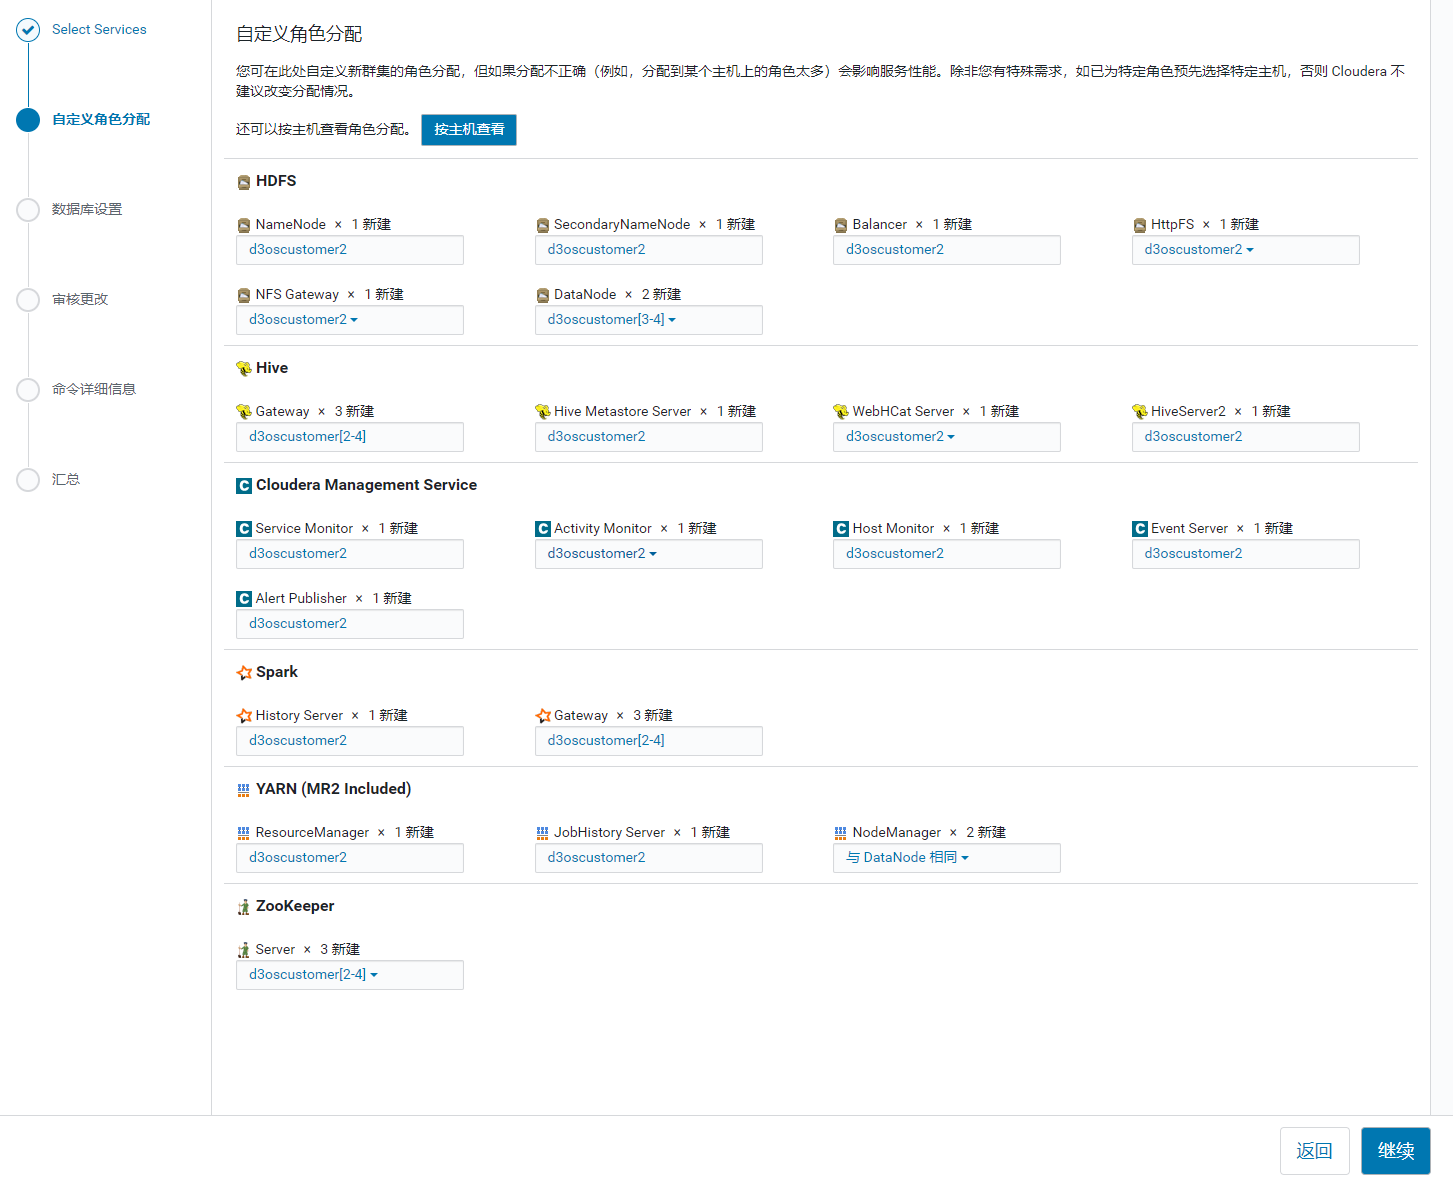 Select Services
自定义角色分配
数据库设置
审核更改
命令详细信息
汇总
自定义角色分配
您可在此处自定义新群集的角色分配，但如果分配不正确（例如，分配到某个主机上的角色太多）会影响服务性能。除非您有特殊需求，如已为特定角色预先选择特定主机，否则 Cloudera 不
建议改变分配情况。
还可以按主机查看角色分配。 按主机查看
HDFS
NameNode × 1 新建 SecondaryNameNode × 1 新建 Balancer × 1 新建 HttpFS × 1 新建
d3oscustomer2 d3oscustomer2 d3oscustomer2 d3oscustomer2
NFS Gateway × 1 新建 DataNode × 2 新建
d3oscustomer2 d3oscustomer[3-4]
Hive
Gateway × 3 新建 Hive Metastore Server × 1 新建 WebHCat Server × 1 新建 HiveServer2 × 1 新建
d3oscustomer[2-4] d3oscustomer2 d3oscustomer2 d3oscustomer2
Cloudera Management Service
Service Monitor × 1 新建 Activity Monitor × 1 新建 Host Monitor × 1 新建 Event Server × 1 新建
d3oscustomer2 d3oscustomer2 d3oscustomer2 d3oscustomer2
Alert Publisher × 1 新建
d3oscustomer2
Spark
History Server × 1 新建 Gateway × 3 新建
d3oscustomer2 d3oscustomer[2-4]
YARN (MR2 Included)
ResourceManager × 1 新建 JobHistory Server × 1 新建 NodeManager × 2 新建
d3oscustomer2 d3oscustomer2 与 DataNode 相同
ZooKeeper
Server × 3 新建
d3oscustomer[2-4]
返回 继续